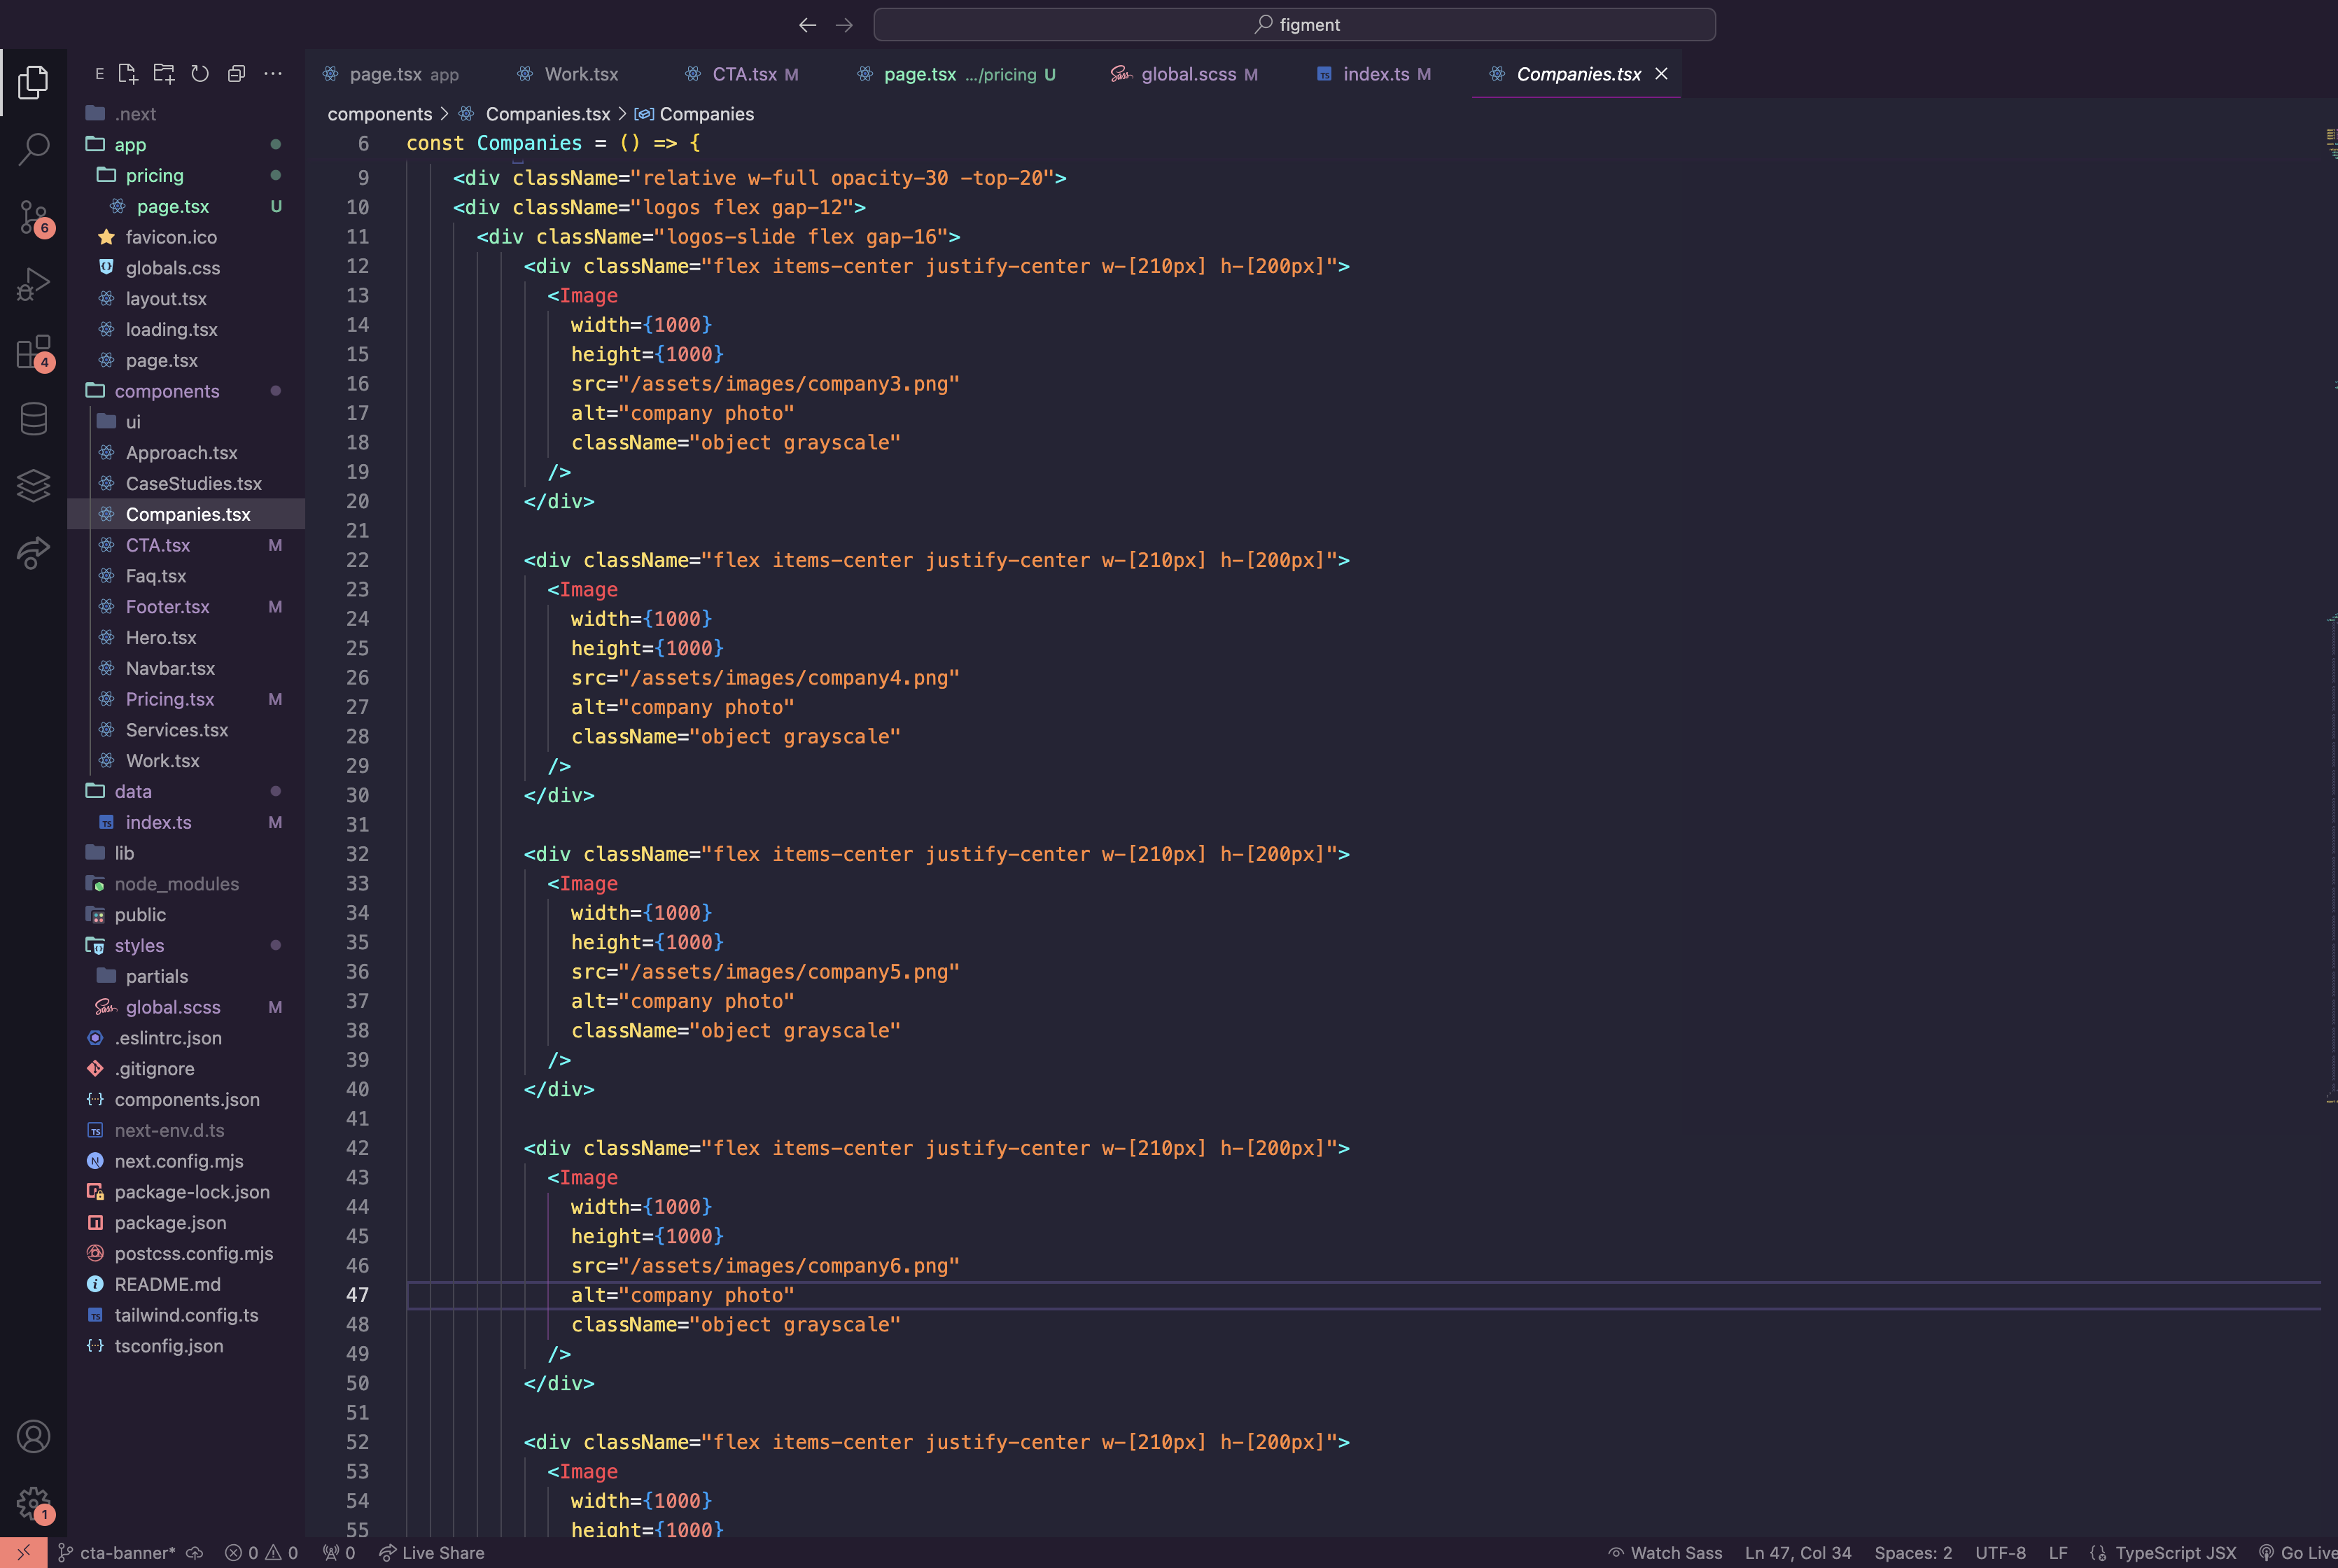 figment
E
page.tsx app
Work.tsx
CTA.tsx M
page.tsx .../pricing U
global.scss M
index.ts M
Companies.tsx
components > Companies.tsx > Companies
.next
app
pricing
page.tsx U
favicon.ico
globals.css
layout.tsx
loading.tsx
page.tsx
components
ui
Approach.tsx
CaseStudies.tsx
Companies.tsx
CTA.tsx M
Faq.tsx
Footer.tsx M
Hero.tsx
Navbar.tsx
Pricing.tsx M
Services.tsx
Work.tsx
data
index.ts M
lib
node_modules
public
styles
partials
global.scss M
.eslintrc.json
.gitignore
components.json
next-env.d.ts
next.config.mjs
package-lock.json
package.json
postcss.config.mjs
README.md
tailwind.config.ts
tsconfig.json
6
4
1
6 const Companies = () => {
9 <div className="relative w-full opacity-30 -top-20">
10 <div className="logos flex gap-12">
11 <div className="logos-slide flex gap-16">
12 <div className="flex items-center justify-center w-[210px] h-[200px]">
13 <Image
14 width={1000}
15 height={1000}
16 src="/assets/images/company3.png"
17 alt="company photo"
18 className="object grayscale"
19 />
20 </div>
21
22 <div className="flex items-center justify-center w-[210px] h-[200px]">
23 <Image
24 width={1000}
25 height={1000}
26 src="/assets/images/company4.png"
27 alt="company photo"
28 className="object grayscale"
29 />
30 </div>
31
32 <div className="flex items-center justify-center w-[210px] h-[200px]">
33 <Image
34 width={1000}
35 height={1000}
36 src="/assets/images/company5.png"
37 alt="company photo"
38 className="object grayscale"
39 />
40 </div>
41
42 <div className="flex items-center justify-center w-[210px] h-[200px]">
43 <Image
44 width={1000}
45 height={1000}
46 src="/assets/images/company6.png"
47 alt="company photo"
48 className="object grayscale"
49 />
50 </div>
51
52 <div className="flex items-center justify-center w-[210px] h-[200px]">
53 <Image
54 width={1000}
55 height={1000}
cta-banner* 0 0 0 Live Share
Watch Sass Ln 47, Col 34 Spaces: 2 UTF-8 LF TypeScript JSX Go Live